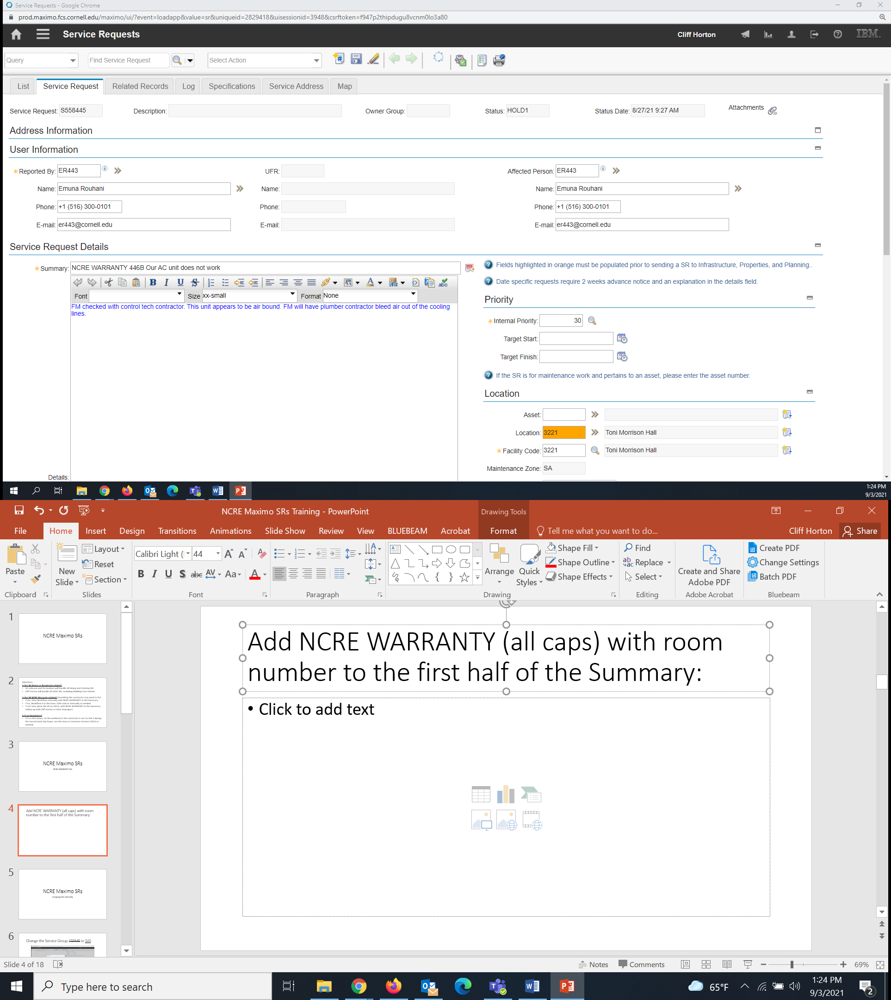 Service Requests - Google Chrome
prod.maximo.fcs.cornell.edu/maximo/ui/?event=loadapp&value=sr&uniqueid=2829418&uisessionid=3948&csrftoken=f947p2thipdugu8vcnm0lo3a80
Service Requests
Cliff Horton
IBM.
Query
Find Service Request
Select Action
List
Service Request
Related Records
Log
Specifications
Service Address
Map
Service Request: S558445
Description:
Owner Group:
Status: HOLD1
Status Date: 8/27/21 9:27 AM
Attachments
Address Information
User Information
Reported By: ER443
UFR:
Affected Person: ER443
Name: Emuna Rouhani
Name:
Name: Emuna Rouhani
Phone: +1 (516) 300-0101
Phone:
Phone: +1 (516) 300-0101
E-mail: er443@cornell.edu
E-mail:
E-mail: er443@cornell.edu
Service Request Details
Summary: NCRE WARRANTY 446B Our AC unit does not work
Fields highlighted in orange must be populated prior to sending a SR to Infrastructure, Properties, and Planning..
Date specific requests require 2 weeks advance notice and an explanation in the details field.
Font
Size xx-small
Format None
FM checked with control tech contractor. This unit appears to be air bound. FM will have plumber contractor bleed air out of the cooling
lines.
Priority
Internal Priority: 30
Target Start:
Target Finish:
If the SR is for maintenance work and pertains to an asset, please enter the asset number.
Location
Asset:
Location: 3221 Toni Morrison Hall
Facility Code: 3221 Toni Morrison Hall
Maintenance Zone: SA
Details:
1:24 PM
9/3/2021
NCRE Maximo SRs Training - PowerPoint
Drawing Tools
File
Home
Insert
Design
Transitions
Animations
Slide Show
Review
View
BLUEBEAM
Acrobat
Format
Tell me what you want to do...
Cliff Horton
Share
Paste
New
Slide
Layout
Reset
Section
Calibri Light (
44
Shape Fill
Shape Outline
Shape Effects
Arrange
Quick
Styles
Find
Replace
Select
Create and Share
Adobe PDF
Create PDF
Change Settings
Batch PDF
Clipboard
Slides
Font
Paragraph
Drawing
Editing
Adobe Acrobat
Bluebeam
1
NCRE Maximo SRs
2
3
NCRE Maximo SRs
NCRE WARRANTY SRs
4
Add NCRE WARRANTY (all caps) with room
number to the first half of the Summary:
5
NCRE Maximo SRs
Assigning SRs internally
6
Change the Service Group: FSRMS to SAS
Add NCRE WARRANTY (all caps) with room
number to the first half of the Summary:
• Click to add text
Slide 4 of 18
Notes
Comments
69%
Type here to search
65°F
1:24 PM
9/3/2021
2